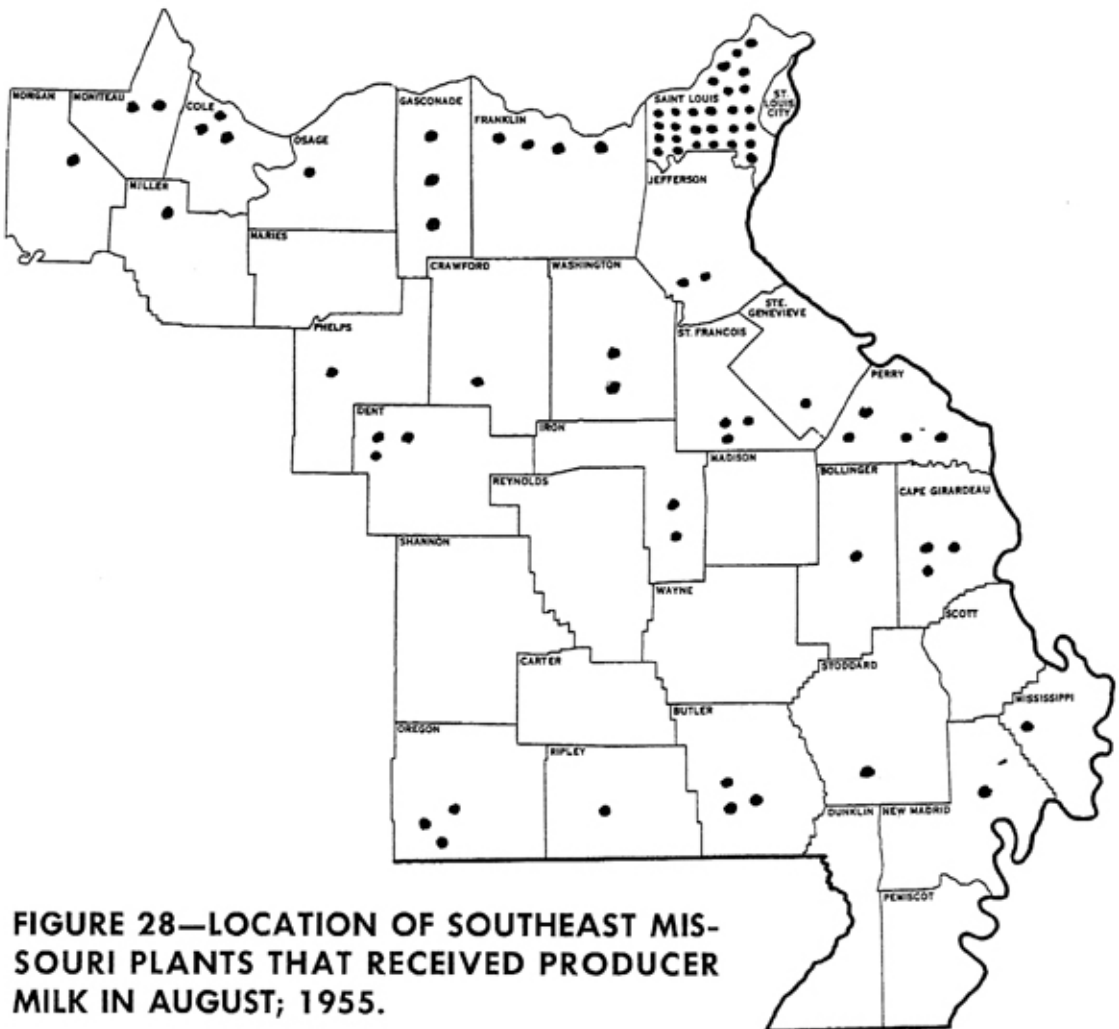 MORGAN
MONITEAU
COLE
OSAGE
GASCONADE
FRANKLIN
SAINT LOUIS
ST.
LOUIS
CITY
JEFFERSON
MILLER
MARIES
CRAWFORD
WASHINGTON
STE.
GENEVIEVE
PHELPS
ST. FRANCOIS
PERRY
DENT
IRON
MADISON
BOLLINGER
REYNOLDS
CAPE GIRARDEAU
SHANNON
WAYNE
SCOTT
CARTER
STODDARD
MISSISSIPPI
OREGON
BUTLER
RIPLEY
DUNKLIN
NEW MADRID
PEMISCOT
FIGURE 28—LOCATION OF SOUTHEAST MIS-
SOURI PLANTS THAT RECEIVED PRODUCER
MILK IN AUGUST; 1955.